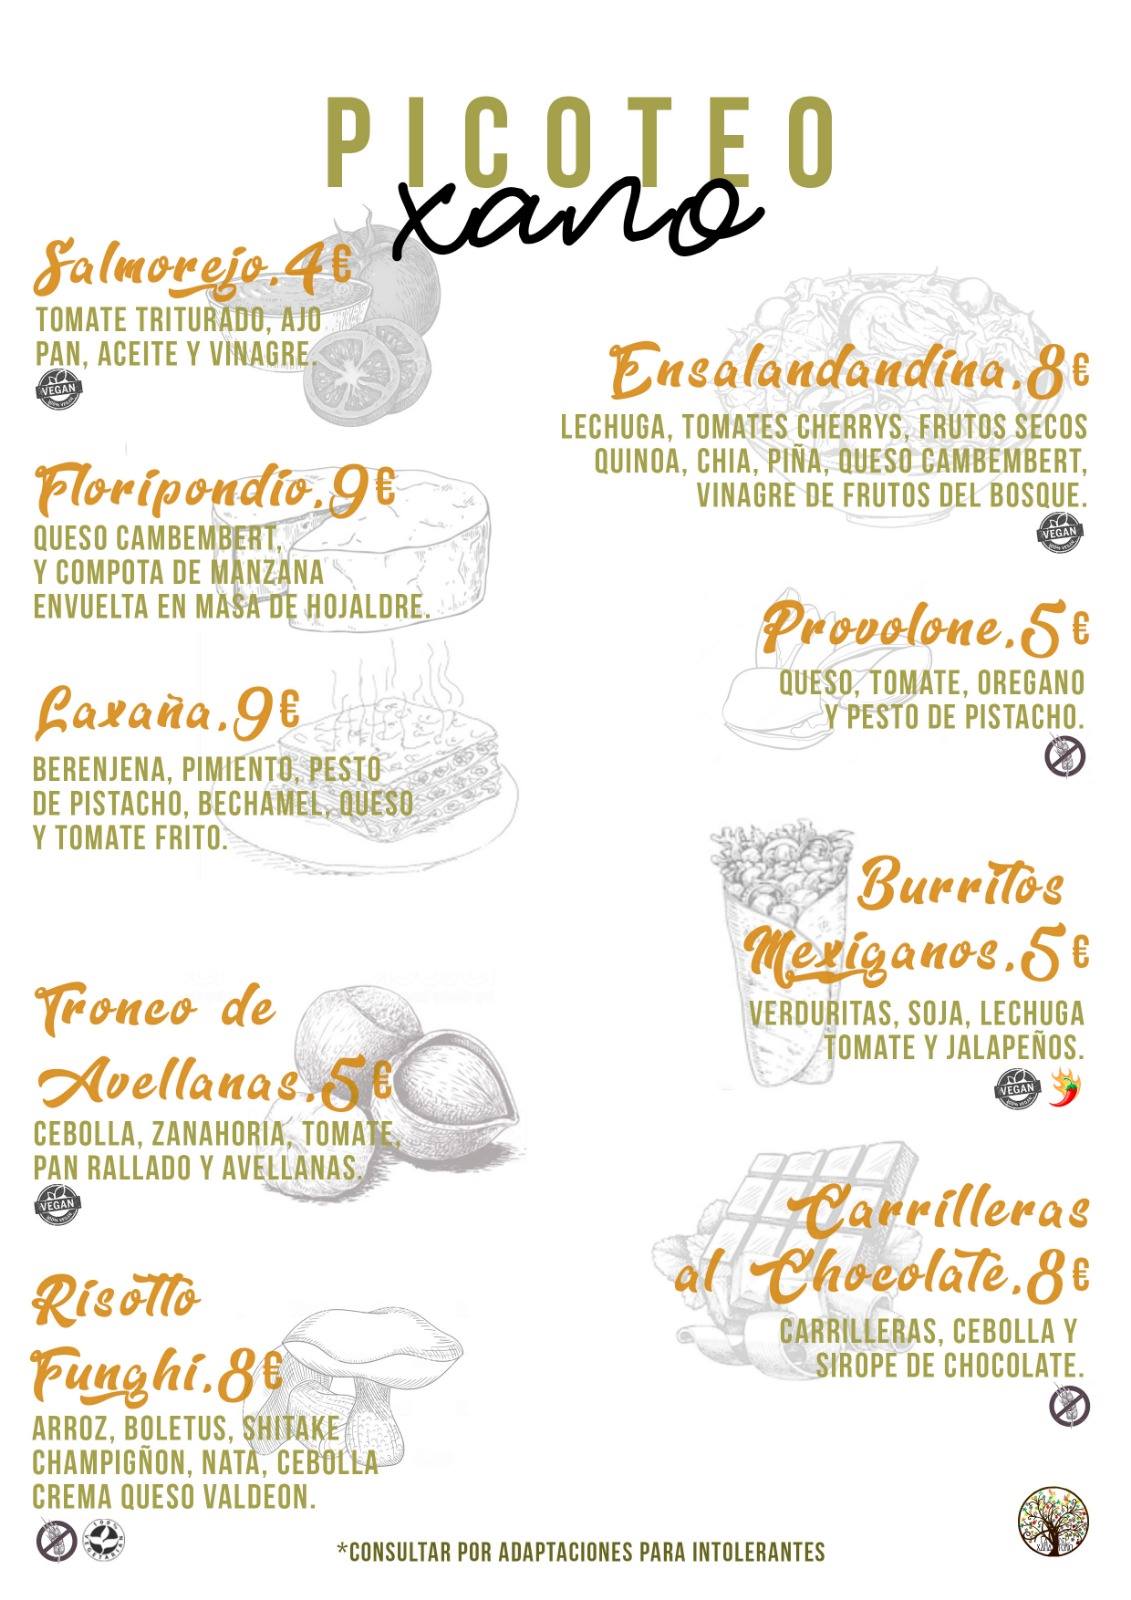 PICOTEO
xano
Salmorejo.4€
TOMATE TRITURADO, AJO
PAN, ACEITE Y VINAGRE.
VEGAN
Floripondio.9€
QUESO CAMBEMBERT,
Y COMPOTA DE MANZANA
ENVUELTA EN MASA DE HOJALDRE.
Laxaña.9€
BERENJENA, PIMIENTO, PESTO
DE PISTACHO, BECHAMEL, QUESO
Y TOMATE FRITO.
Tronco de
Avellanas.5€
CEBOLLA, ZANAHORIA, TOMATE,
PAN RALLADO Y AVELLANAS.
VEGAN
Risotto
Funghi.8€
ARROZ, BOLETUS, SHITAKE
CHAMPIGÑON, NATA, CEBOLLA
CREMA QUESO VALDEON.
100% VEGETARIAN
Ensalandandina.8€
LECHUGA, TOMATES CHERRYS, FRUTOS SECOS
QUINOA, CHIA, PIÑA, QUESO CAMBEMBERT,
VINAGRE DE FRUTOS DEL BOSQUE.
VEGAN
Provolone.5€
QUESO, TOMATE, OREGANO
Y PESTO DE PISTACHO.
Burritos
Mexiganos.5€
VERDURITAS, SOJA, LECHUGA
TOMATE Y JALAPEÑOS.
VEGAN
Carrilleras
al Chocolate.8€
CARRILLERAS, CEBOLLA Y
SIROPE DE CHOCOLATE.
*CONSULTAR POR ADAPTACIONES PARA INTOLERANTES